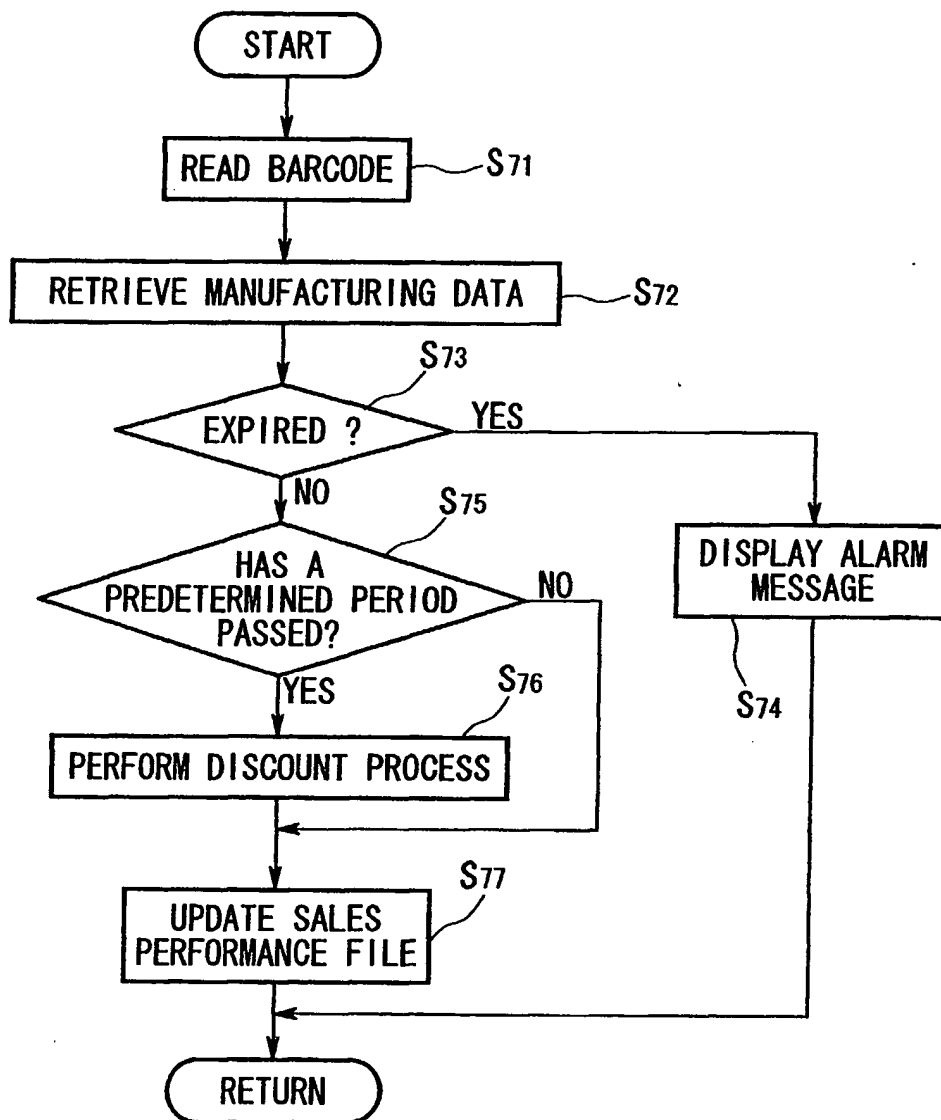 START
READ BARCODE
S71
RETRIEVE MANUFACTURING DATA
S72
S73
EXPIRED ?
YES
NO
S75
HAS A
PREDETERMINED PERIOD
PASSED?
NO
DISPLAY ALARM
MESSAGE
S74
YES
S76
PERFORM DISCOUNT PROCESS
S77
UPDATE SALES
PERFORMANCE FILE
RETURN